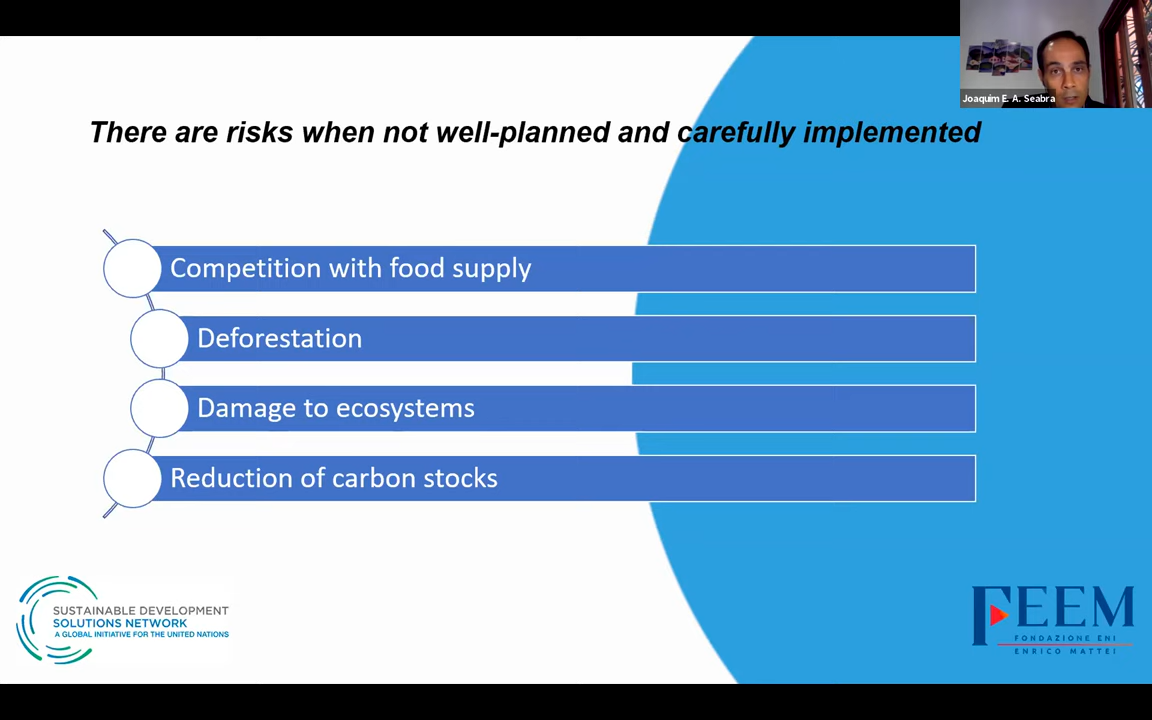 Joaquim E. A. Seabra
There are risks when not well-planned and carefully implemented
Competition with food supply
Deforestation
Damage to ecosystems
Reduction of carbon stocks
SUSTAINABLE DEVELOPMENT
SOLUTIONS NETWORK
A GLOBAL INITIATIVE FOR THE UNITED NATIONS
FEEM
FONDAZIONE ENI
ENRICO MATTEI